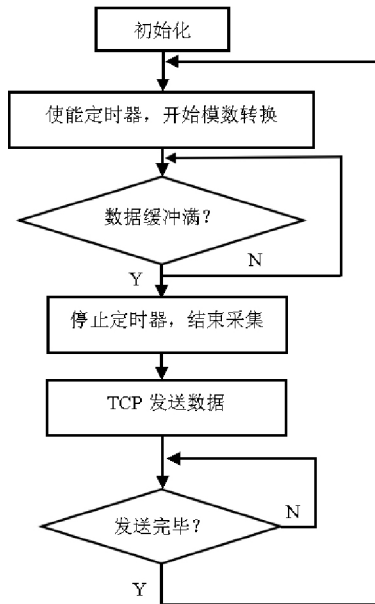 初始化
使能定时器，开始模数转换
数据缓冲满？
N
Y
停止定时器，结束采集
TCP 发送数据
N
发送完毕？
Y